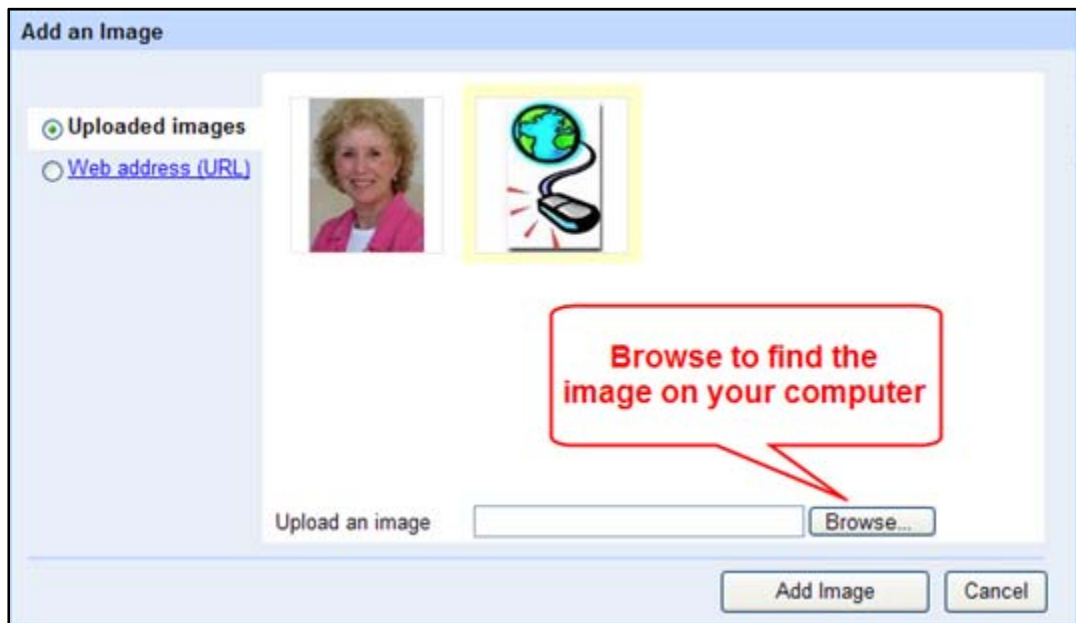 Add an Image
Uploaded images
Web address (URL)
Browse to find the
image on your computer
Upload an image
Browse...
Add Image
Cancel